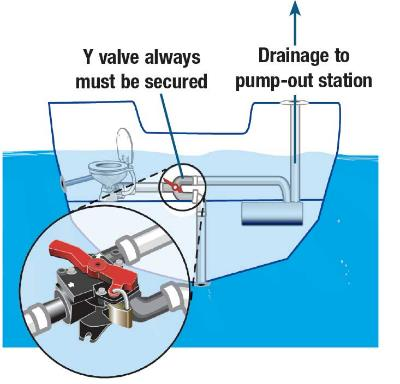 Y valve always
must be secured
Drainage to
pump-out station